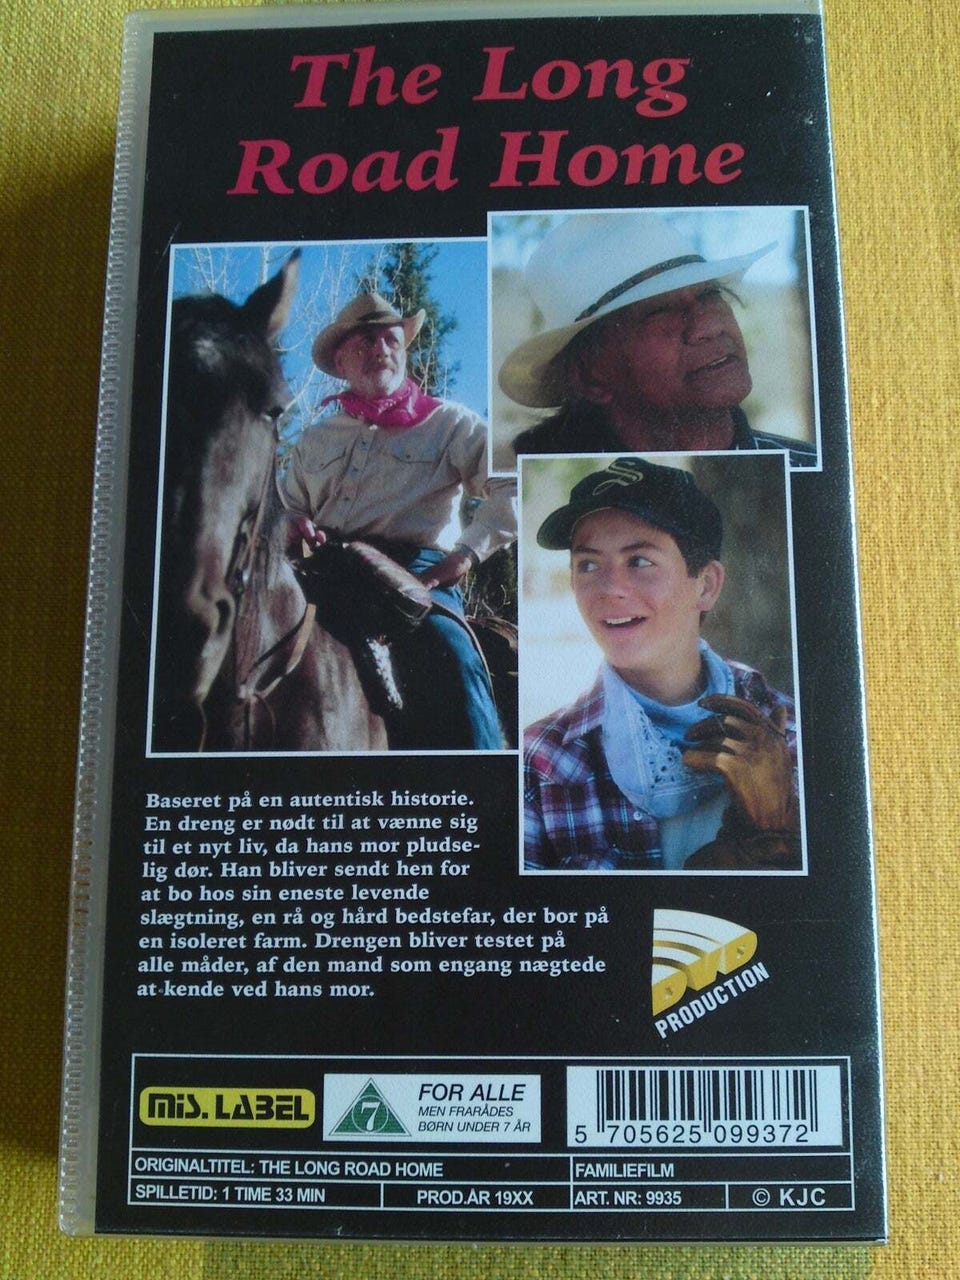 The Long
Road Home
S
Baseret på en autentisk historie.
En dreng er nødt til at vænne sig
til et nyt liv, da hans mor pludse-
lig dør. Han bliver sendt hen for
at bo hos sin eneste levende
slægtning, en rå og hård bedstefar, der bor på
en isoleret farm. Drengen bliver testet på
alle måder, af den mand som engang nægtede
at kende ved hans mor.
DVD
PRODUCTION
MIS. LABEL
7
FOR ALLE
MEN FRARÅDES
BØRN UNDER 7 ÅR
5 705625 099372
ORIGINALTITEL: THE LONG ROAD HOME
FAMILIEFILM
SPILLETID: 1 TIME 33 MIN
PROD.ÅR 19XX
ART. NR: 9935
© KJC